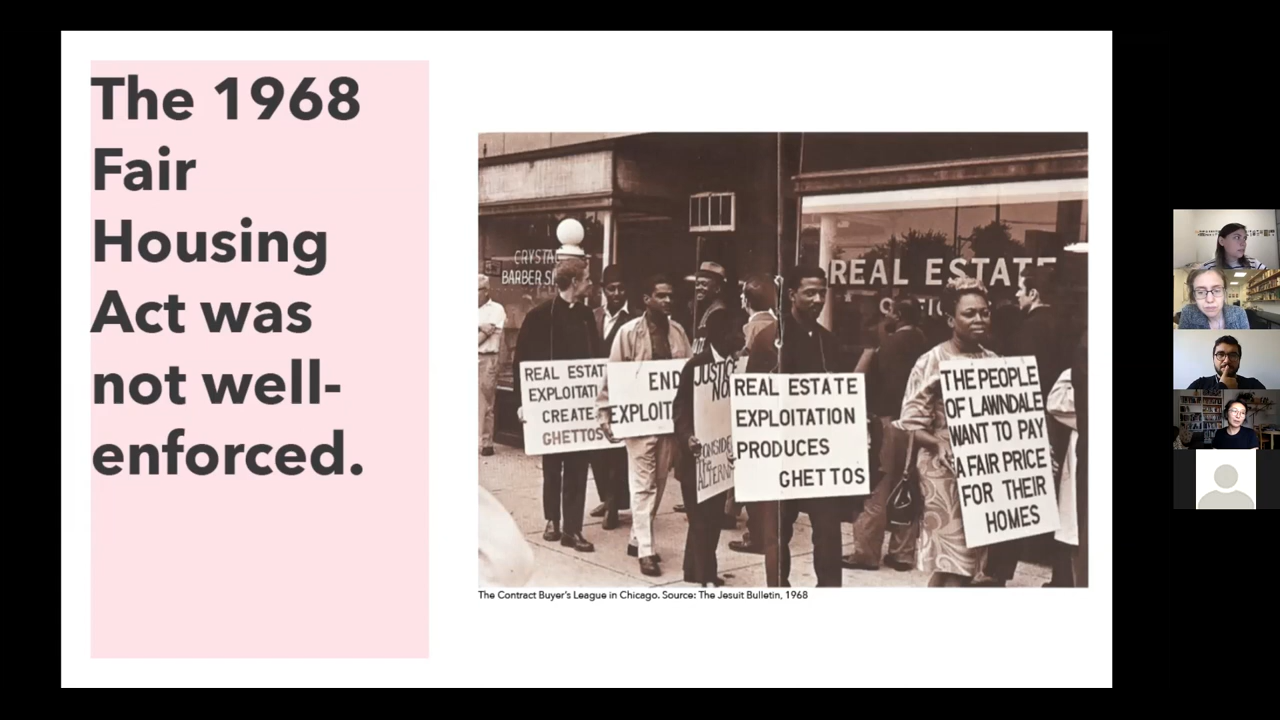 The 1968
Fair
Housing
Act was
not well-
enforced.
CRYSTAL
BARBER
REAL ESTATE
REAL ESTAT
EXPLOITATI
CREATE
GHETTOS
END
EXPLOIT
JUSTICE
NO
REAL ESTATE
EXPLOITATION
PRODUCES
GHETTOS
THE PEOPLE
OF LAWNDALE
WANT TO PAY
A FAIR PRICE
FOR THEIR
HOMES
The Contract Buyer's League in Chicago. Source: The Jesuit Bulletin, 1968